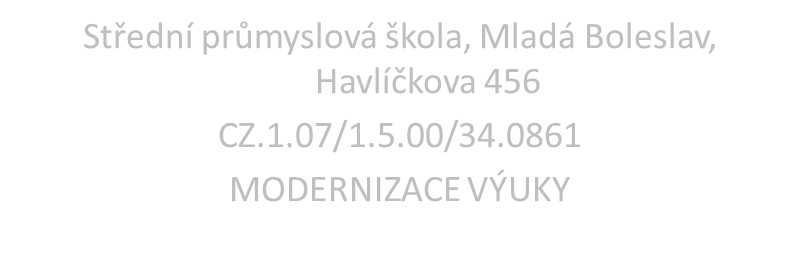 Střední průmyslová škola, Mladá Boleslav,
Havlíčkova 456
CZ.1.07/1.5.00/34.0861
MODERNIZACE VÝUKY